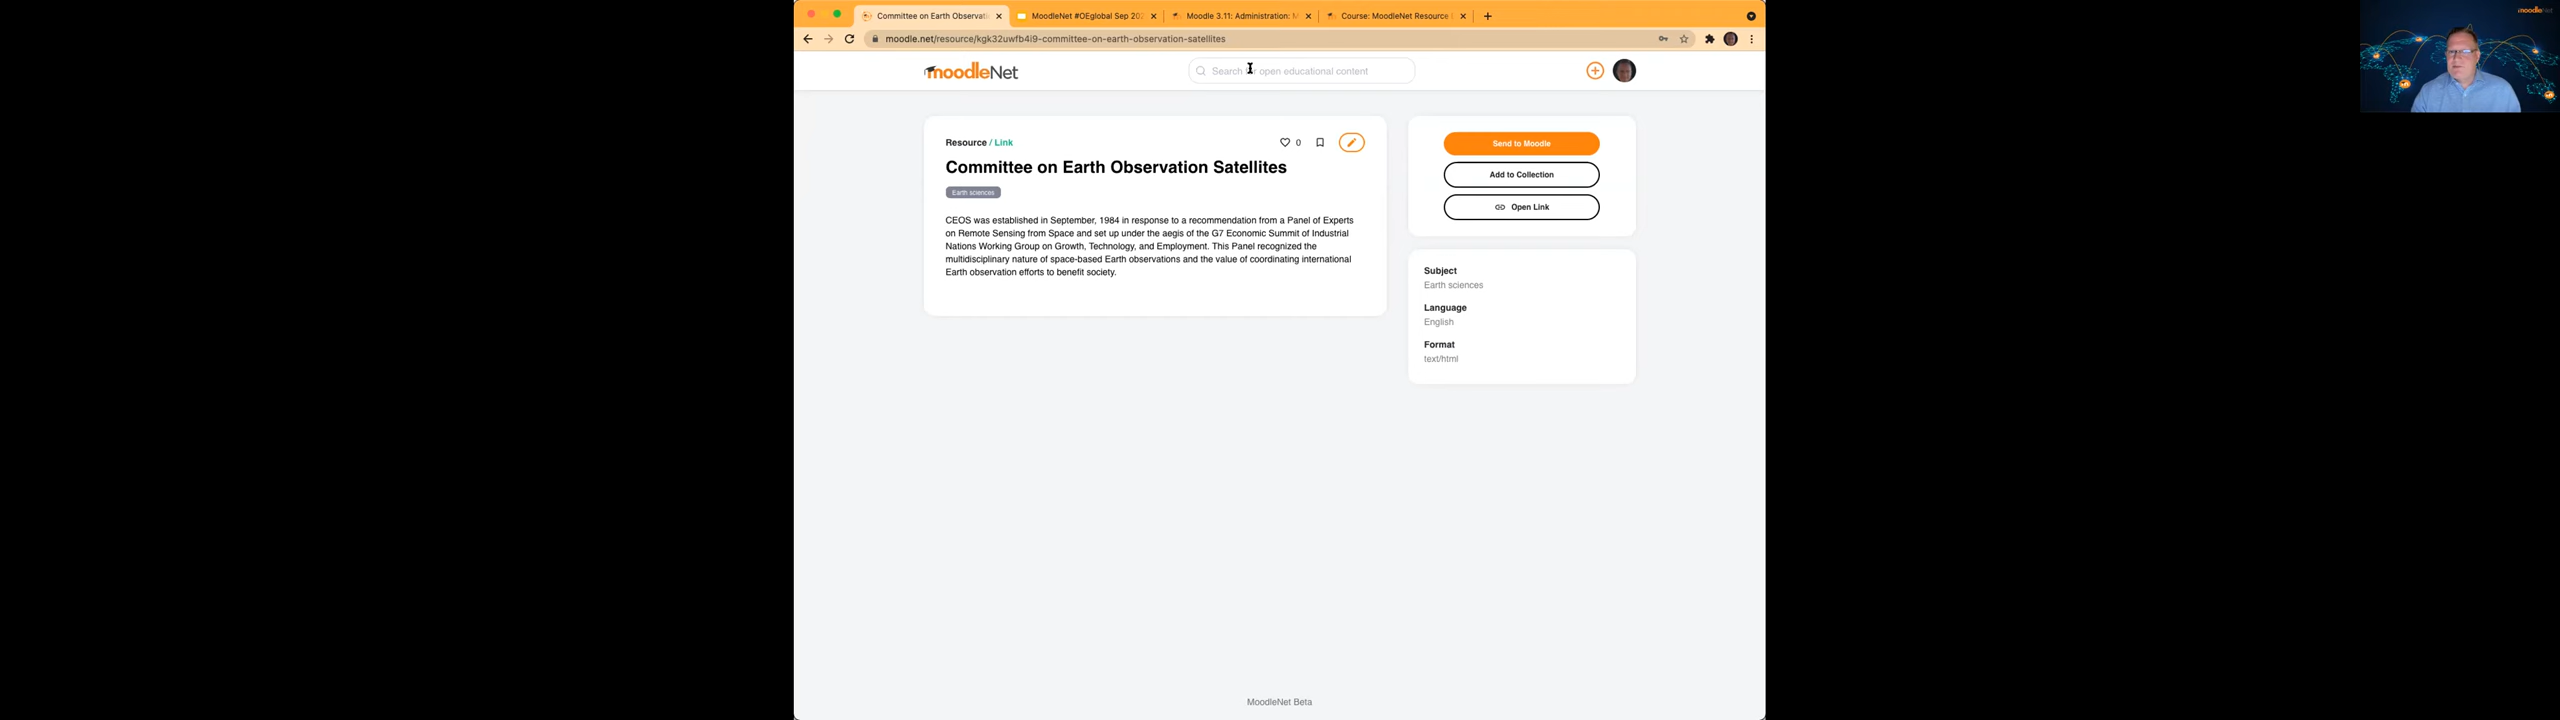 Committee on Earth Observati
MoodleNet #OEglobal Sep 202
Moodle 3.11: Administration: M
Course: MoodleNet Resource
moodle.net/resource/kgk32uwfb4i9-committee-on-earth-observation-satellites
moodleNet
Search for open educational content
moodleNet
Resource / Link
0
Committee on Earth Observation Satellites
Earth sciences
CEOS was established in September, 1984 in response to a recommendation from a Panel of Experts
on Remote Sensing from Space and set up under the aegis of the G7 Economic Summit of Industrial
Nations Working Group on Growth, Technology, and Employment. This Panel recognized the
multidisciplinary nature of space-based Earth observations and the value of coordinating international
Earth observation efforts to benefit society.
Send to Moodle
Add to Collection
Open Link
Subject
Earth sciences
Language
English
Format
text/html
MoodleNet Beta